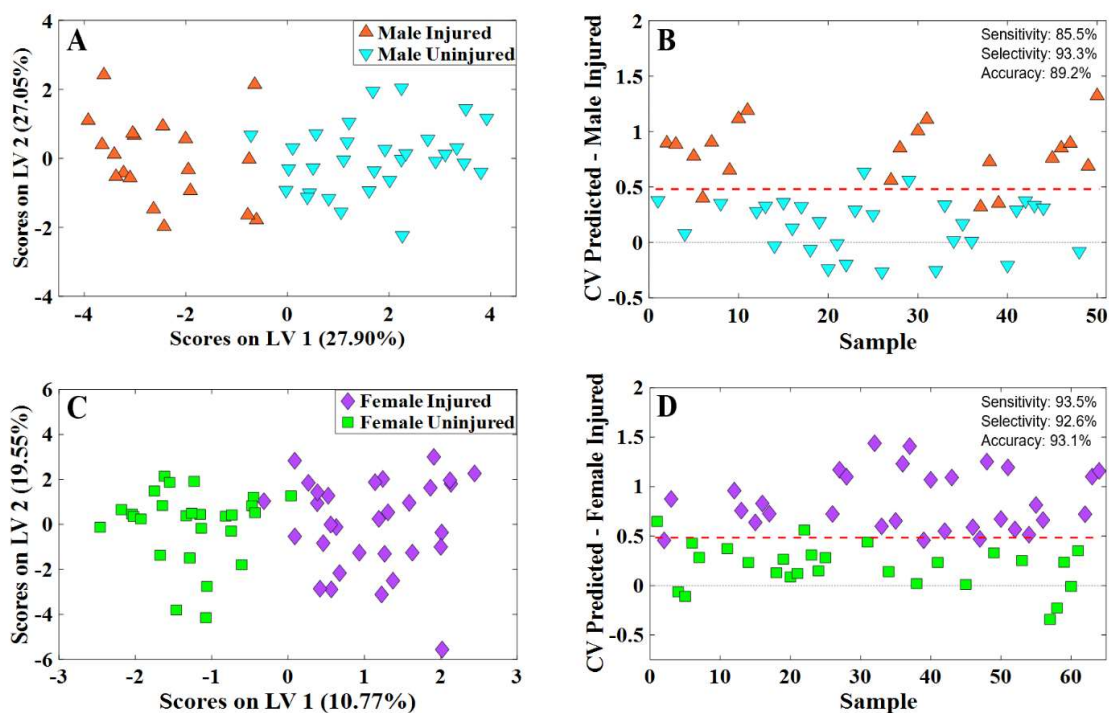 A
Male Injured
Male Uninjured
Scores on LV 2 (27.05%)
4
2
0
-2
-4
-4
-2
0
2
4
Scores on LV 1 (27.90%)
B
Sensitivity: 85.5%
Selectivity: 93.3%
Accuracy: 89.2%
CV Predicted - Male Injured
2
1.5
1
0.5
0
-0.5
0
10
20
30
40
50
Sample
C
Female Injured
Female Uninjured
Scores on LV 2 (19.55%)
6
4
2
0
-2
-4
-6
-3
-2
-1
0
1
2
3
Scores on LV 1 (10.77%)
D
Sensitivity: 93.5%
Selectivity: 92.6%
Accuracy: 93.1%
CV Predicted - Female Injured
2
1.5
1
0.5
0
-0.5
0
10
20
30
40
50
60
Sample